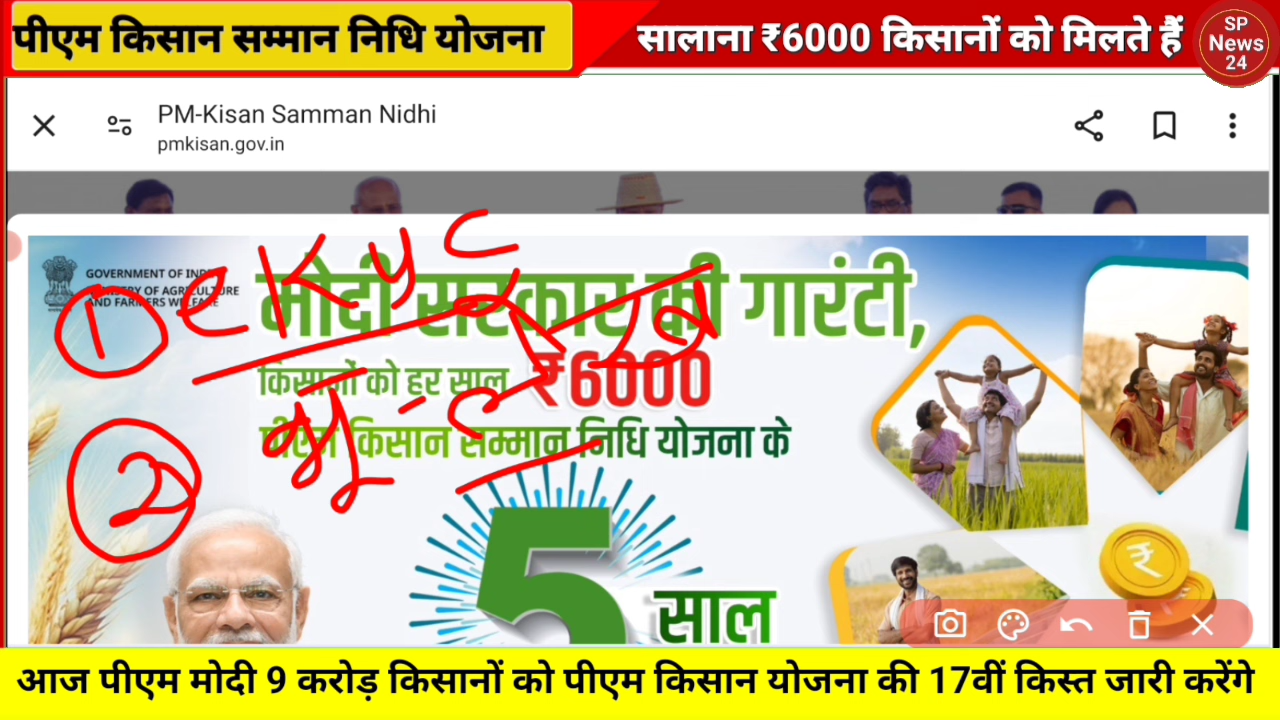 पीएम किसान सम्मान निधि योजना
सालाना ₹6000 किसानों को मिलते हैं
SP
News
24
PM-Kisan Samman Nidhi
pmkisan.gov.in
GOVERNMENT OF INDIA
MINISTRY OF AGRICULTURE
AND FARMERS WELFARE
1 eKyc
मोदी सरकार की गारंटी,
किसानों को हर साल ₹6000
पीएम किसान सम्मान निधि योजना के
2 भू -
5 साल
आज पीएम मोदी 9 करोड़ किसानों को पीएम किसान योजना की 17वीं किस्त जारी करेंगे